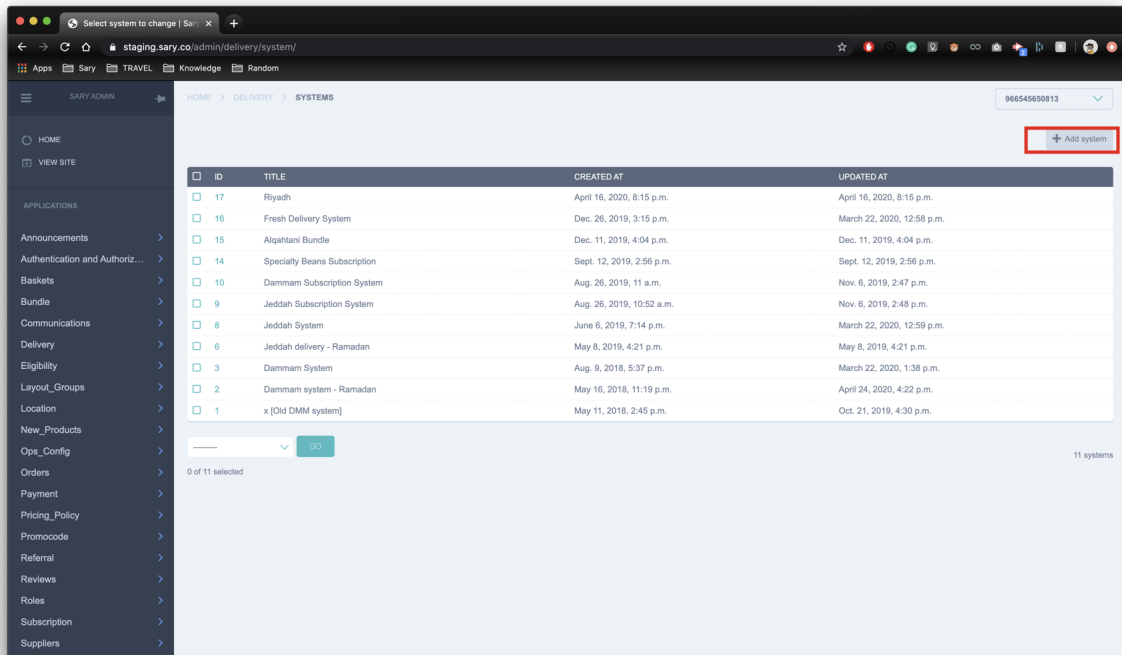 Select system to change | Sary
staging.sary.co/admin/delivery/system/
Apps Sary TRAVEL Knowledge Random
SARY ADMIN
HOME > DELIVERY > SYSTEMS
966545650813
HOME
VIEW SITE
+ Add system
APPLICATIONS
Announcements
Authentication and Authoriz...
Baskets
Bundle
Communications
Delivery
Eligibility
Layout_Groups
Location
New_Products
Ops_Config
Orders
Payment
Pricing_Policy
Promocode
Referral
Reviews
Roles
Subscription
Suppliers
ID TITLE CREATED AT UPDATED AT
17 Riyadh April 16, 2020, 8:15 p.m. April 16, 2020, 8:15 p.m.
16 Fresh Delivery System Dec. 26, 2019, 3:15 p.m. March 22, 2020, 12:58 p.m.
15 Alqahtani Bundle Dec. 11, 2019, 4:04 p.m. Dec. 11, 2019, 4:04 p.m.
14 Specialty Beans Subscription Sept. 12, 2019, 2:56 p.m. Sept. 12, 2019, 2:56 p.m.
10 Dammam Subscription System Aug. 26, 2019, 11 a.m. Nov. 6, 2019, 2:47 p.m.
9 Jeddah Subscription System Aug. 26, 2019, 10:52 a.m. Nov. 6, 2019, 2:48 p.m.
8 Jeddah System June 6, 2019, 7:14 p.m. March 22, 2020, 12:59 p.m.
6 Jeddah delivery - Ramadan May 8, 2019, 4:21 p.m. May 8, 2019, 4:21 p.m.
3 Dammam System Aug. 9, 2018, 5:37 p.m. March 22, 2020, 1:38 p.m.
2 Dammam system - Ramadan May 16, 2018, 11:19 p.m. April 24, 2020, 4:22 p.m.
1 x [Old DMM system] May 11, 2018, 2:45 p.m. Oct. 21, 2019, 4:30 p.m.
--------- GO
0 of 11 selected
11 systems